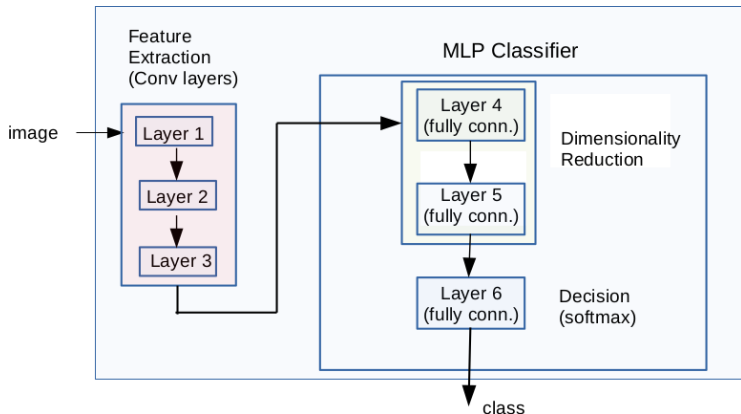 Feature
Extraction
(Conv layers)
MLP Classifier
image
Layer 1
Layer 2
Layer 3
Layer 4
(fully conn.)
Layer 5
(fully conn.)
Dimensionality
Reduction
Layer 6
(fully conn.)
Decision
(softmax)
class